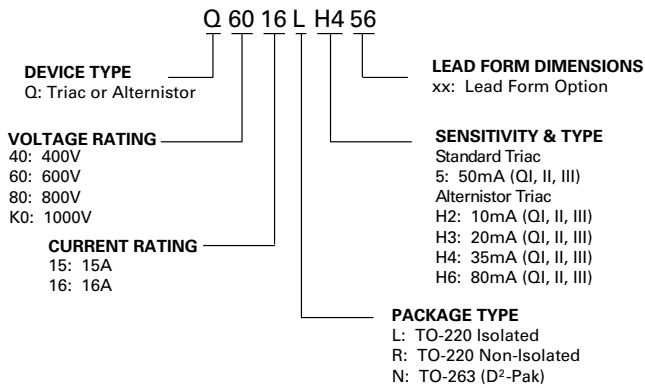 Q 60 16 L H4 56
DEVICE TYPE
Q: Triac or Alternistor
VOLTAGE RATING
40: 400V
60: 600V
80: 800V
K0: 1000V
CURRENT RATING
15: 15A
16: 16A
LEAD FORM DIMENSIONS
xx: Lead Form Option
SENSITIVITY & TYPE
Standard Triac
5: 50mA (QI, II, III)
Alternistor Triac
H2: 10mA (QI, II, III)
H3: 20mA (QI, II, III)
H4: 35mA (QI, II, III)
H6: 80mA (QI, II, III)
PACKAGE TYPE
L: TO-220 Isolated
R: TO-220 Non-Isolated
N: TO-263 (D²-Pak)